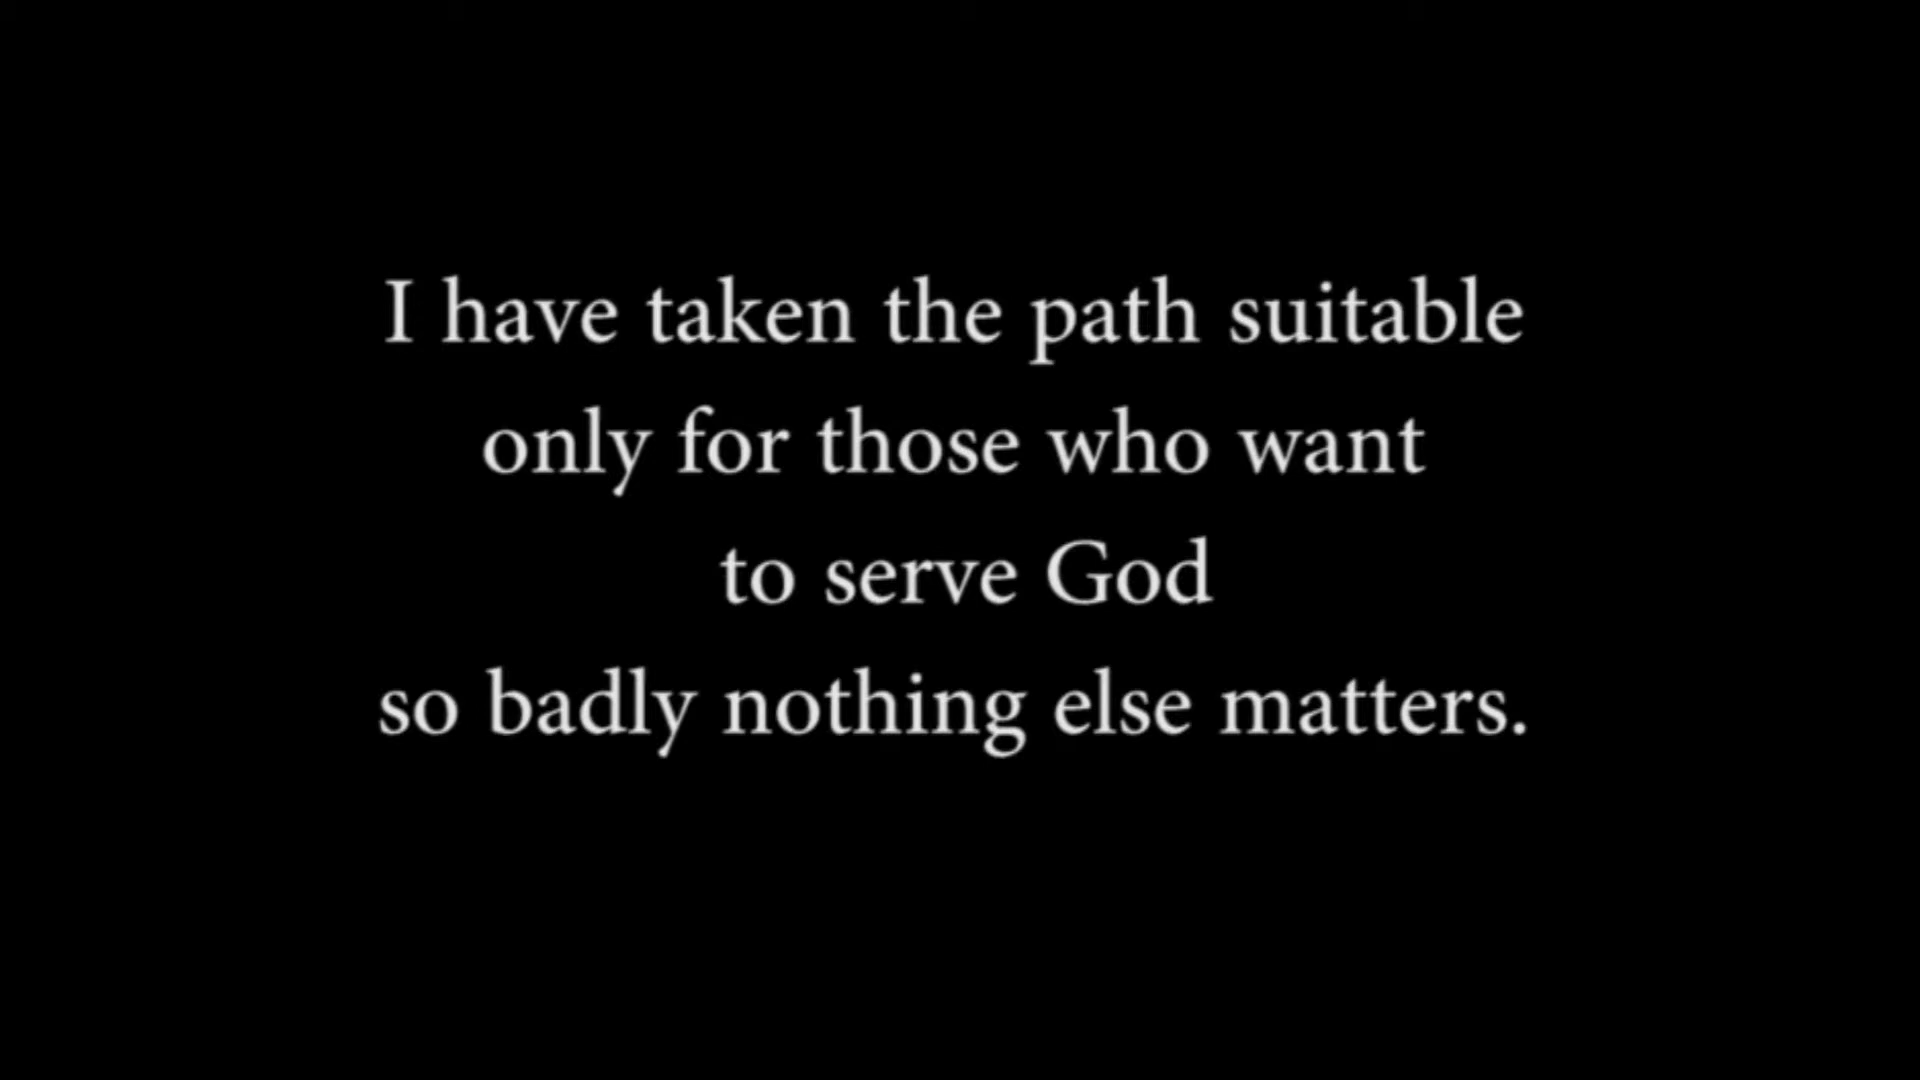 I have taken the path suitable
only for those who want
to serve God
so badly nothing else matters.